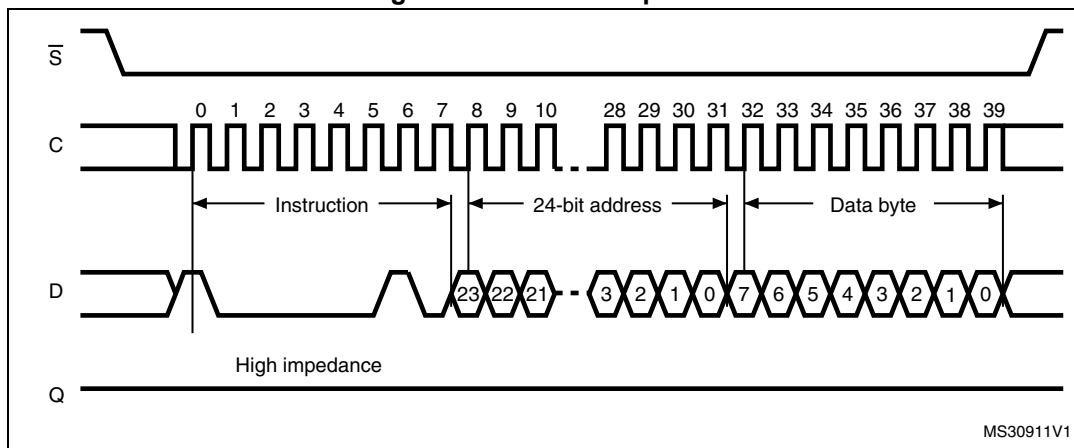 S
0 1 2 3 4 5 6 7 8 9 10 28 29 30 31 32 33 34 35 36 37 38 39
C
Instruction 24-bit address Data byte
D 23 22 21 3 2 1 0 7 6 5 4 3 2 1 0
High impedance
Q
MS30911V1